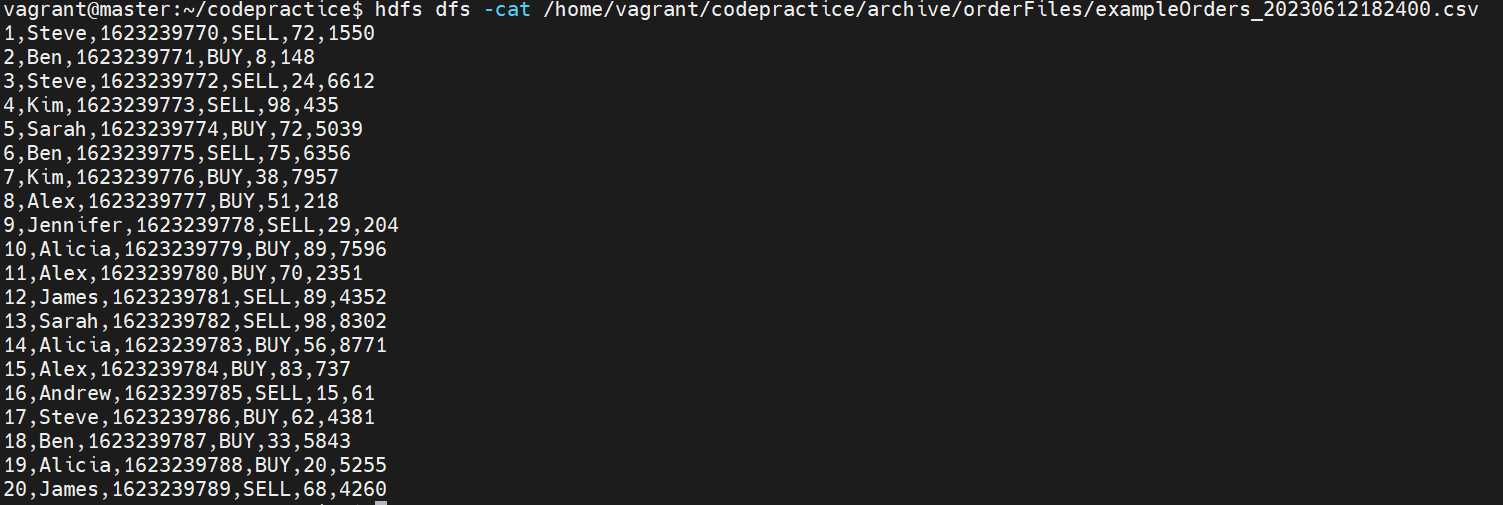 vagrant@master:~/codepractice$ hdfs dfs -cat /home/vagrant/codepractice/archive/orderFiles/exampleOrders_20230612182400.csv
1,Steve,1623239770,SELL,72,1550
2,Ben,1623239771,BUY,8,148
3,Steve,1623239772,SELL,24,6612
4,Kim,1623239773,SELL,98,435
5,Sarah,1623239774,BUY,72,5039
6,Ben,1623239775,SELL,75,6356
7,Kim,1623239776,BUY,38,7957
8,Alex,1623239777,BUY,51,218
9,Jennifer,1623239778,SELL,29,204
10,Alicia,1623239779,BUY,89,7596
11,Alex,1623239780,BUY,70,2351
12,James,1623239781,SELL,89,4352
13,Sarah,1623239782,SELL,98,8302
14,Alicia,1623239783,BUY,56,8771
15,Alex,1623239784,BUY,83,737
16,Andrew,1623239785,SELL,15,61
17,Steve,1623239786,BUY,62,4381
18,Ben,1623239787,BUY,33,5843
19,Alicia,1623239788,BUY,20,5255
20,James,1623239789,SELL,68,4260